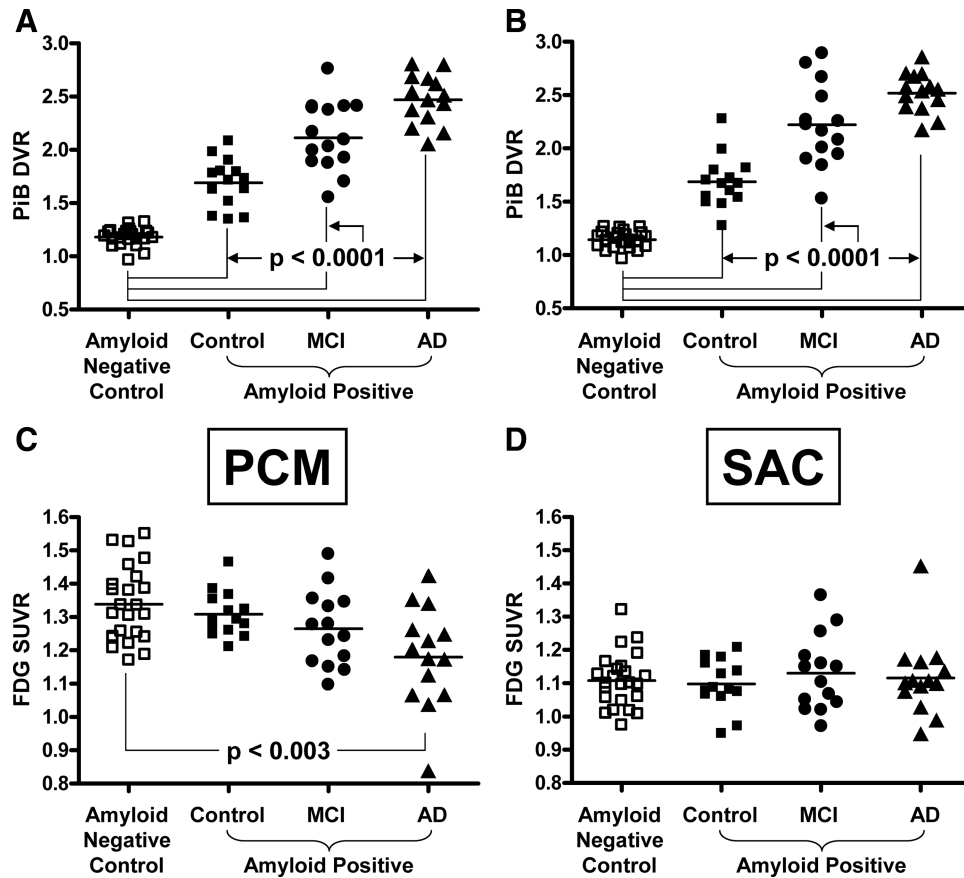 A
PiB DVR
3.0
2.5
2.0
1.5
1.0
0.5
p < 0.0001
Amyloid Negative Control
Control
MCI
AD
Amyloid Positive
B
PiB DVR
3.0
2.5
2.0
1.5
1.0
0.5
p < 0.0001
Amyloid Negative Control
Control
MCI
AD
Amyloid Positive
C
PCM
FDG SUVR
1.6
1.5
1.4
1.3
1.2
1.1
1.0
0.9
0.8
p < 0.003
Amyloid Negative Control
Control
MCI
AD
Amyloid Positive
D
SAC
FDG SUVR
1.6
1.5
1.4
1.3
1.2
1.1
1.0
0.9
0.8
Amyloid Negative Control
Control
MCI
AD
Amyloid Positive